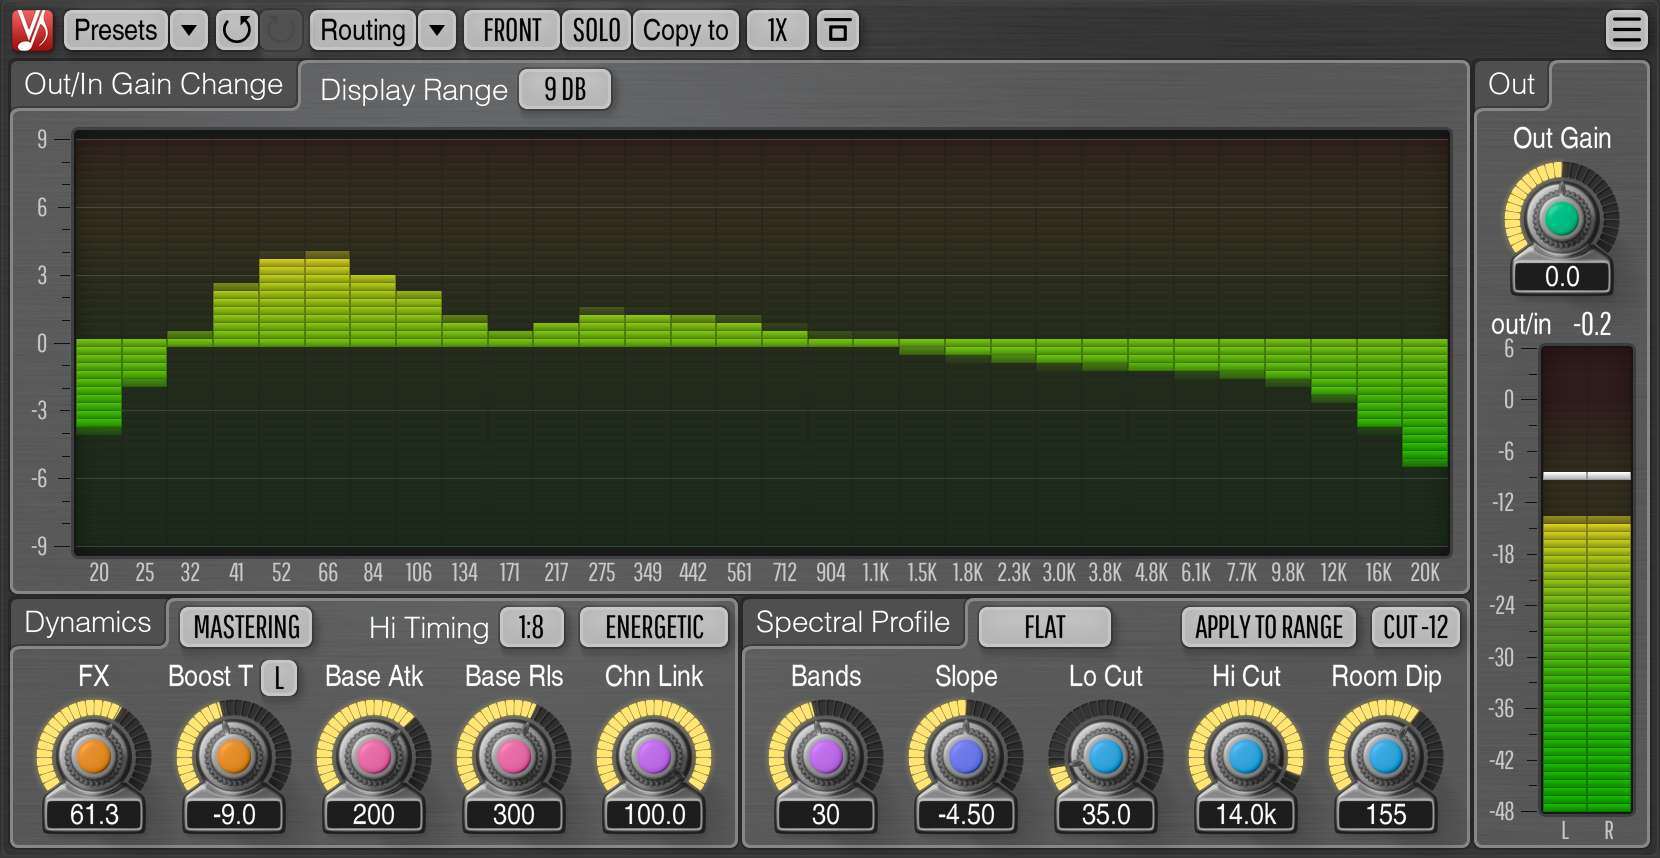 Presets Routing FRONT SOLO Copy to 1X
Out/In Gain Change Display Range 9 DB
9
6
3
0
-3
-6
-9
20 25 32 41 52 66 84 106 134 171 217 275 349 442 561 712 904 1.1K 1.5K 1.8K 2.3K 3.0K 3.8K 4.8K 6.1K 7.7K 9.8K 12K 16K 20K
Out
Out Gain
0.0
out/in -0.2
6
0
-6
-12
-18
-24
-30
-36
-42
-48
L R
Dynamics MASTERING Hi Timing 1:8 ENERGETIC
FX Boost T L Base Atk Base Rls Chn Link
61.3 -9.0 200 300 100.0
Spectral Profile FLAT APPLY TO RANGE CUT -12
Bands Slope Lo Cut Hi Cut Room Dip
30 -4.50 35.0 14.0k 155